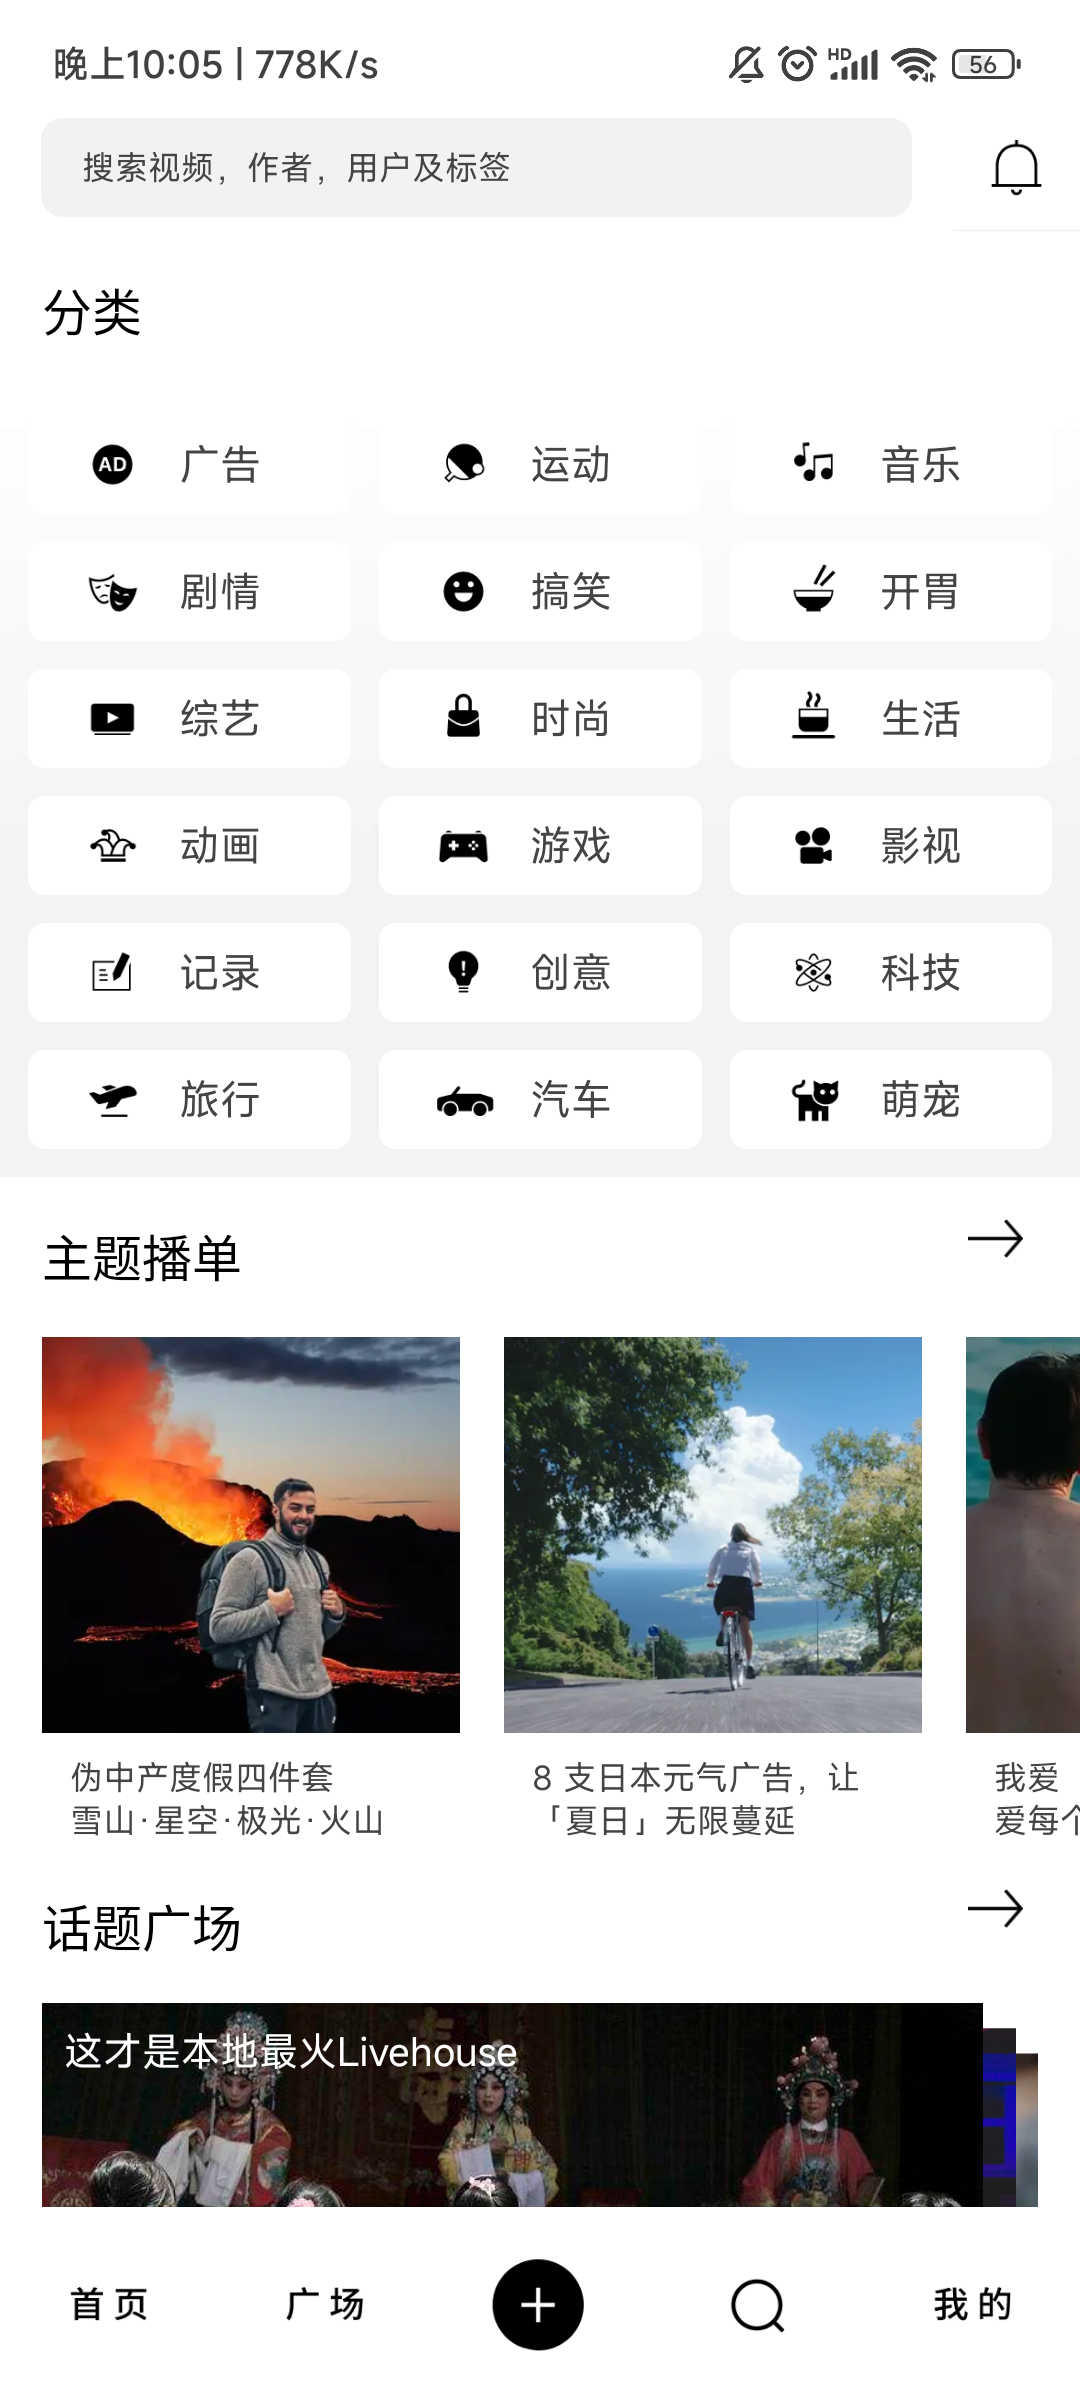 晚上10:05 | 778K/s
HD
56
搜索视频，作者，用户及标签
分类
AD 广告 运动 音乐
剧情 搞笑 开胃
综艺 时尚 生活
动画 游戏 影视
记录 创意 科技
旅行 汽车 萌宠
主题播单
伪中产度假四件套
雪山·星空·极光·火山
8 支日本元气广告，让
「夏日」无限蔓延
我爱
爱每个
话题广场
这才是本地最火Livehouse
首页 广场 我的